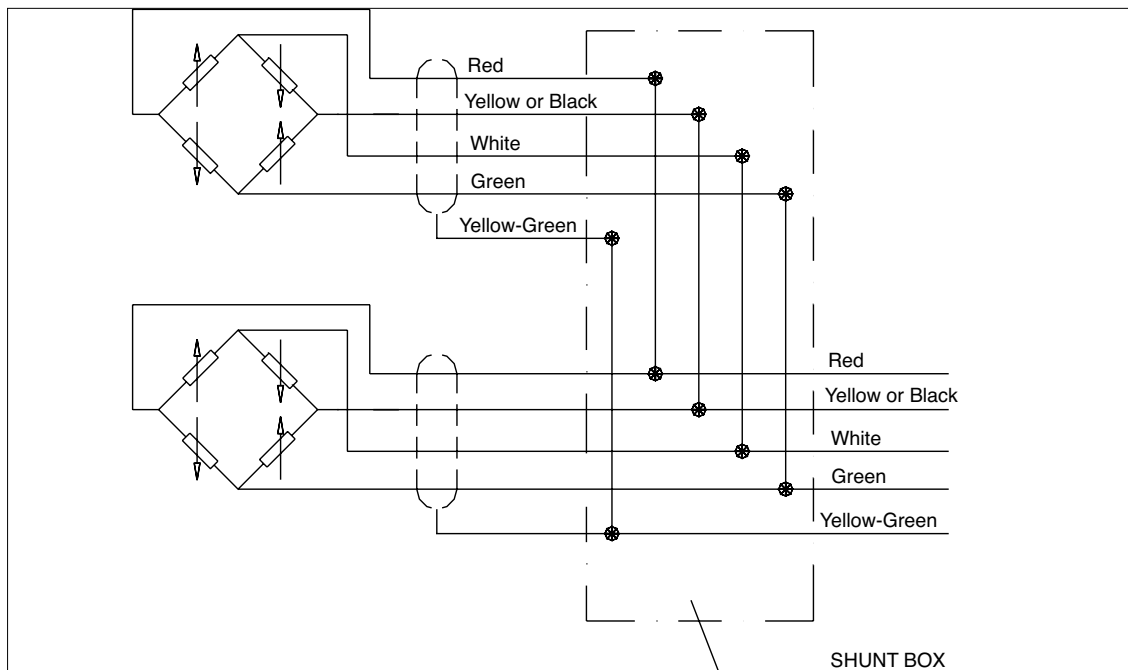 Red
Yellow or Black
White
Green
Yellow-Green
Red
Yellow or Black
White
Green
Yellow-Green
SHUNT BOX